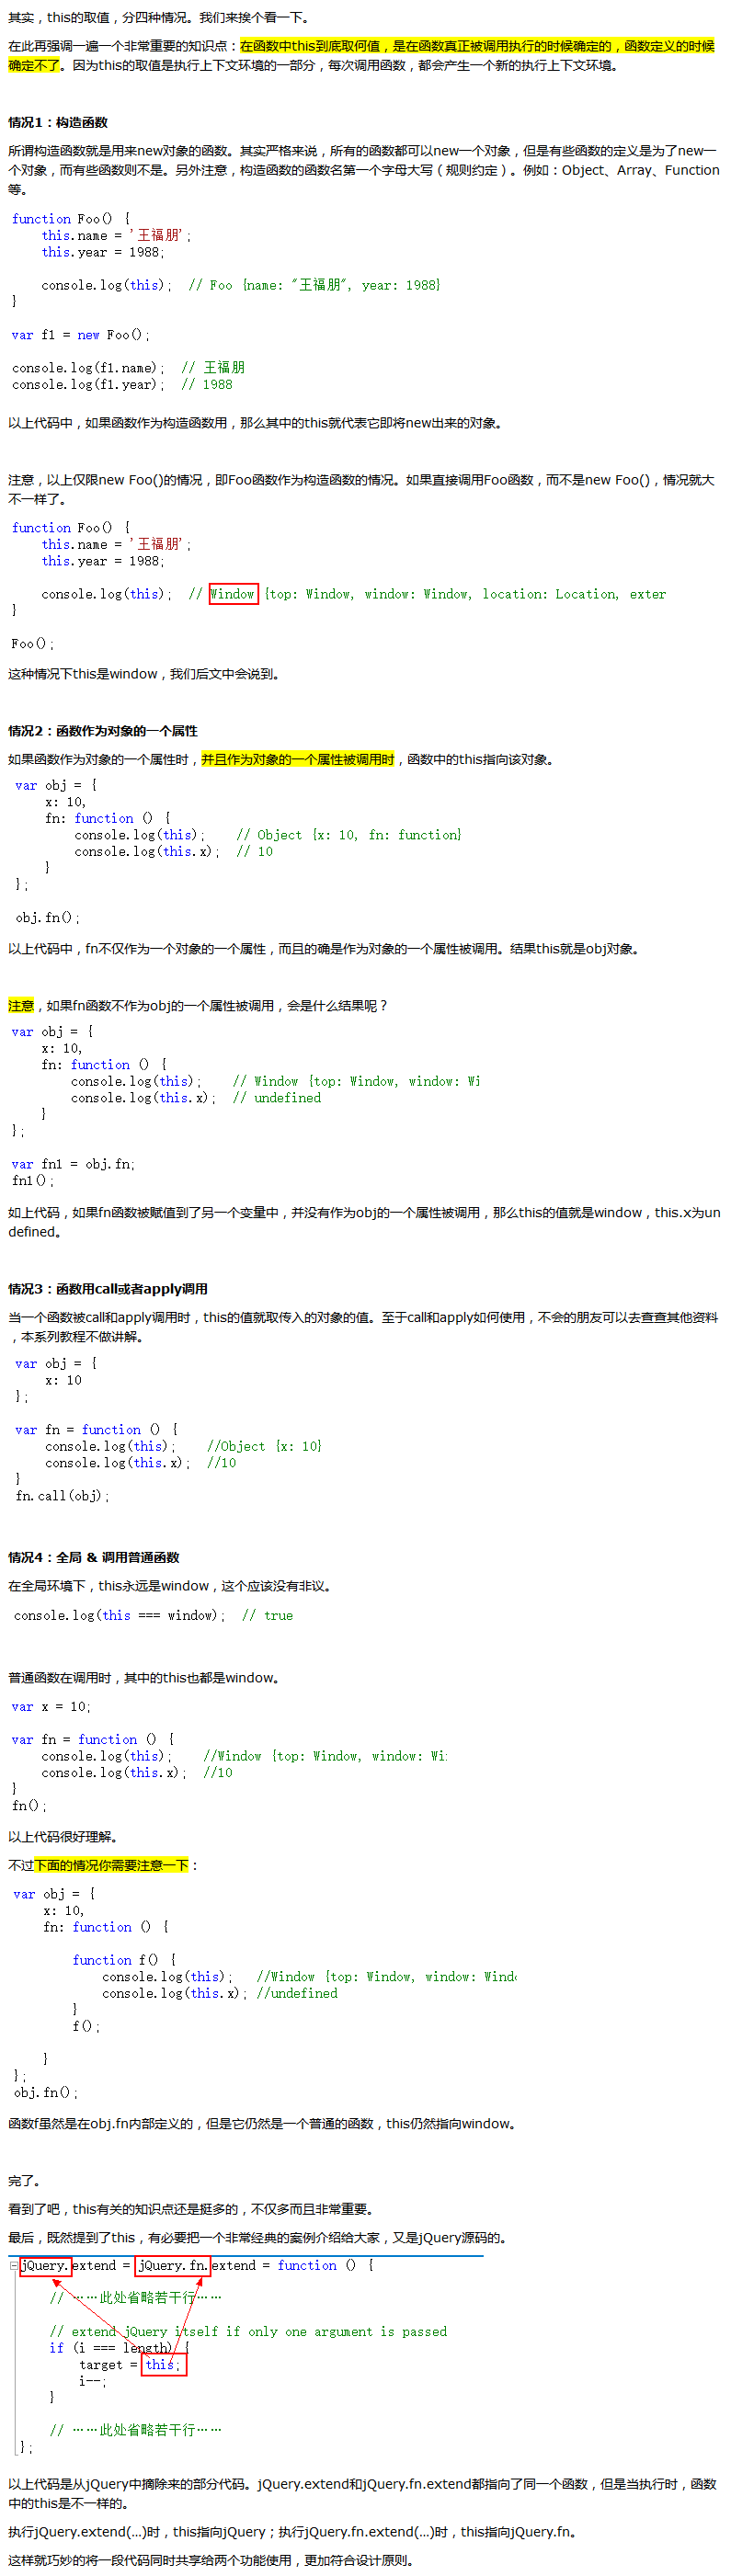 其实，this的取值，分四种情况。我们来挨个看一下。
在此再强调一遍一个非常重要的知识点：在函数中this到底取何值，是在函数真正被调用执行的时候确定的，函数定义的时候
确定不了。因为this的取值是执行上下文环境的一部分，每次调用函数，都会产生一个新的执行上下文环境。
情况1：构造函数
所谓构造函数就是用来new对象的函数。其实严格来说，所有的函数都可以new一个对象，但是有些函数的定义是为了new一
个对象，而有些函数则不是。另外注意，构造函数的函数名第一个字母大写（规则约定）。例如：Object、Array、Function
等。
function Foo() {
    this.name = '王福朋';
    this.year = 1988;
    console.log(this);  // Foo {name: "王福朋", year: 1988}
}
var f1 = new Foo();
console.log(f1.name);  // 王福朋
console.log(f1.year);  // 1988
以上代码中，如果函数作为构造函数用，那么其中的this就代表它即将new出来的对象。
注意，以上仅限new Foo()的情况，即Foo函数作为构造函数的情况。如果直接调用Foo函数，而不是new Foo()，情况就大
不一样了。
function Foo() {
    this.name = '王福朋';
    this.year = 1988;
    console.log(this);  // Window {top: Window, window: Window, location: Location, exter
}
Foo();
这种情况下this是window，我们后文中会说到。
情况2：函数作为对象的一个属性
如果函数作为对象的一个属性时，并且作为对象的一个属性被调用时，函数中的this指向该对象。
var obj = {
    x: 10,
    fn: function () {
        console.log(this);    // Object {x: 10, fn: function}
        console.log(this.x);  // 10
    }
};
obj.fn();
以上代码中，fn不仅作为一个对象的一个属性，而且的确是作为对象的一个属性被调用。结果this就是obj对象。
注意，如果fn函数不作为obj的一个属性被调用，会是什么结果呢？
var obj = {
    x: 10,
    fn: function () {
        console.log(this);    // Window {top: Window, window: Wi
        console.log(this.x);  // undefined
    }
};
var fn1 = obj.fn;
fn1();
如上代码，如果fn函数被赋值到了另一个变量中，并没有作为obj的一个属性被调用，那么this的值就是window，this.x为un
defined。
情况3：函数用call或者apply调用
当一个函数被call和apply调用时，this的值就取传入的对象的值。至于call和apply如何使用，不会的朋友可以去查查其他资料
，本系列教程不做讲解。
var obj = {
    x: 10
};
var fn = function () {
    console.log(this);    //Object {x: 10}
    console.log(this.x);  //10
}
fn.call(obj);
情况4：全局 & 调用普通函数
在全局环境下，this永远是window，这个应该没有非议。
console.log(this === window);  // true
普通函数在调用时，其中的this也都是window。
var x = 10;
var fn = function () {
    console.log(this);    //Window {top: Window, window: Wi
    console.log(this.x);  //10
}
fn();
以上代码很好理解。
不过下面的情况你需要注意一下：
var obj = {
    x: 10,
    fn: function () {
        function f() {
            console.log(this);   //Window {top: Window, window: Wind
            console.log(this.x); //undefined
        }
        f();
    }
};
obj.fn();
函数f虽然是在obj.fn内部定义的，但是它仍然是一个普通的函数，this仍然指向window。
完了。
看到了吧，this有关的知识点还是挺多的，不仅多而且非常重要。
最后，既然提到了this，有必要把一个非常经典的案例介绍给大家，又是jQuery源码的。
jQuery.extend = jQuery.fn.extend = function () {
    // ……此处省略若干行……
    // extend jQuery itself if only one argument is passed
    if (i === length) {
        target = this;
        i--;
    }
    // ……此处省略若干行……
};
以上代码是从jQuery中摘除来的部分代码。jQuery.extend和jQuery.fn.extend都指向了同一个函数，但是当执行时，函数
中的this是不一样的。
执行jQuery.extend(…)时，this指向jQuery；执行jQuery.fn.extend(…)时，this指向jQuery.fn。
这样就巧妙的将一段代码同时共享给两个功能使用，更加符合设计原则。